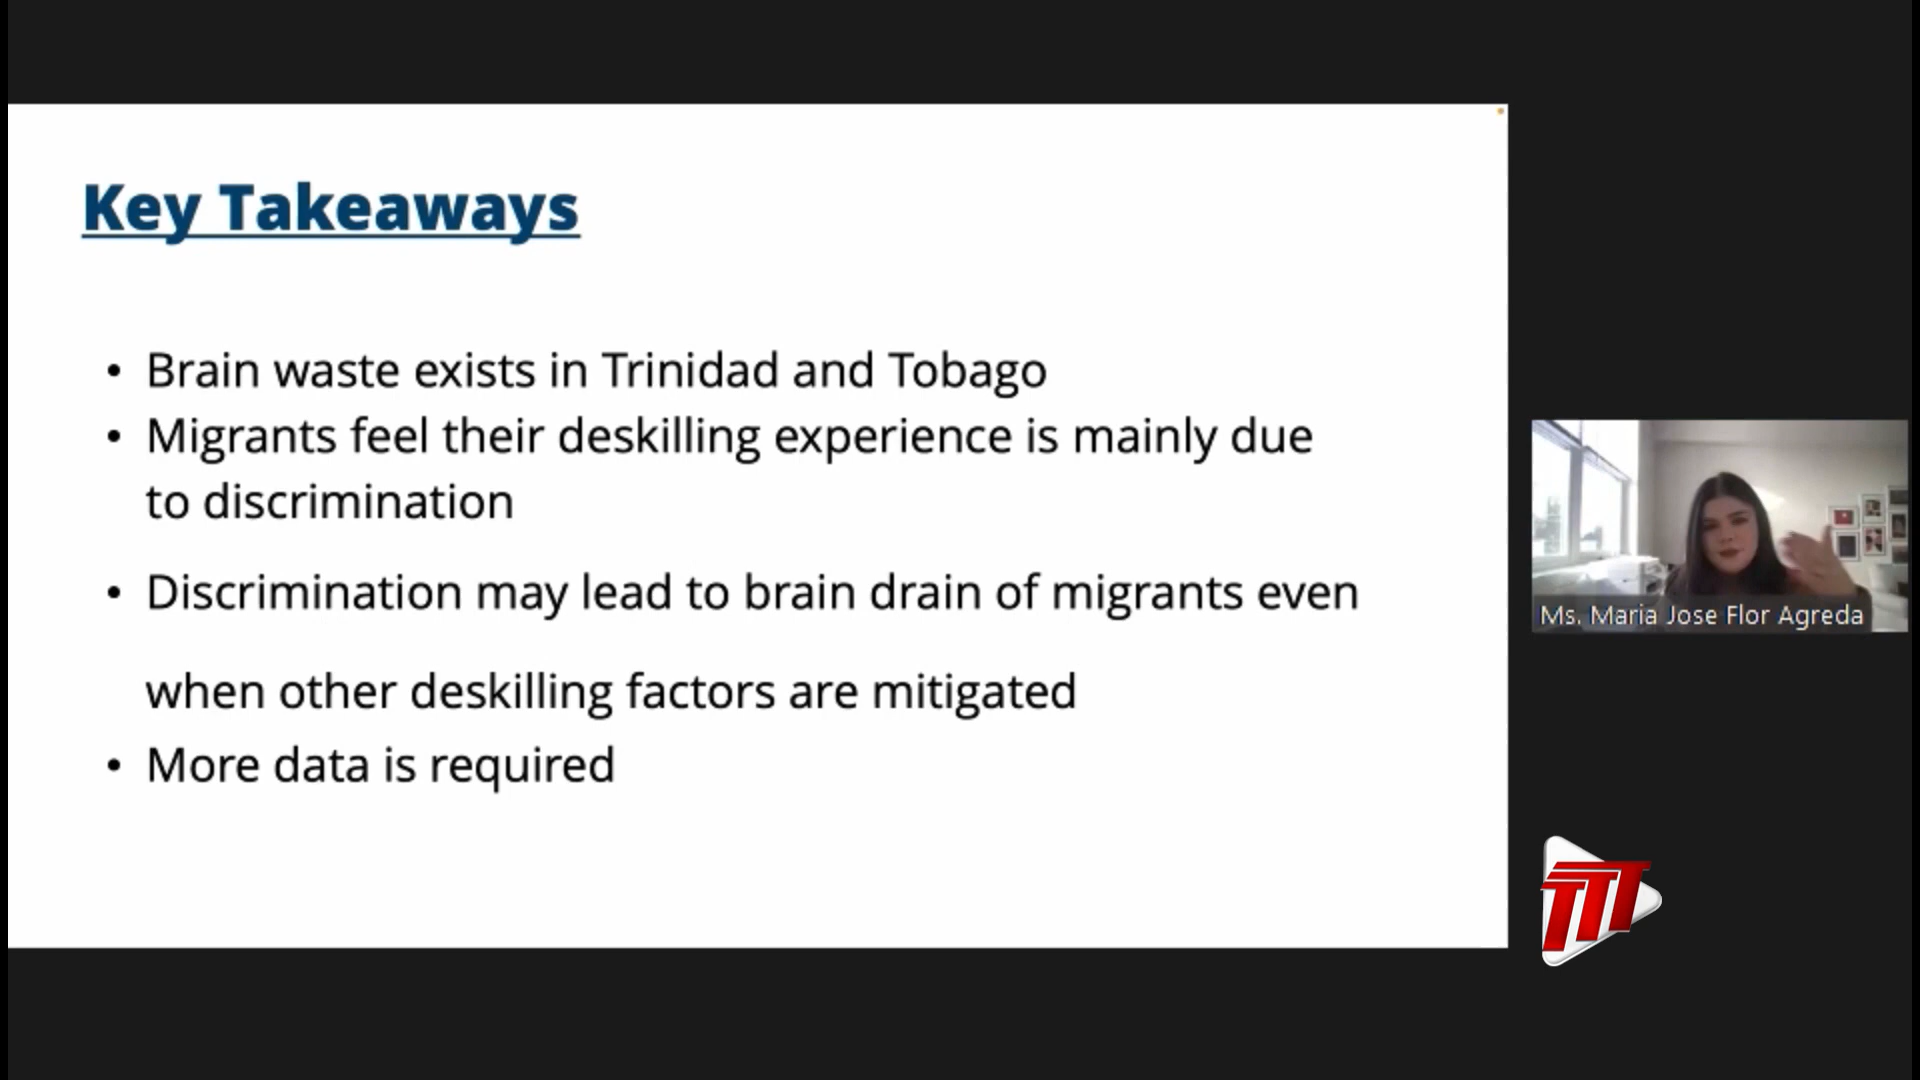 Key Takeaways
• Brain waste exists in Trinidad and Tobago
• Migrants feel their deskilling experience is mainly due
to discrimination
• Discrimination may lead to brain drain of migrants even
when other deskilling factors are mitigated
• More data is required
Ms. Maria Jose Flor Agreda
TTT